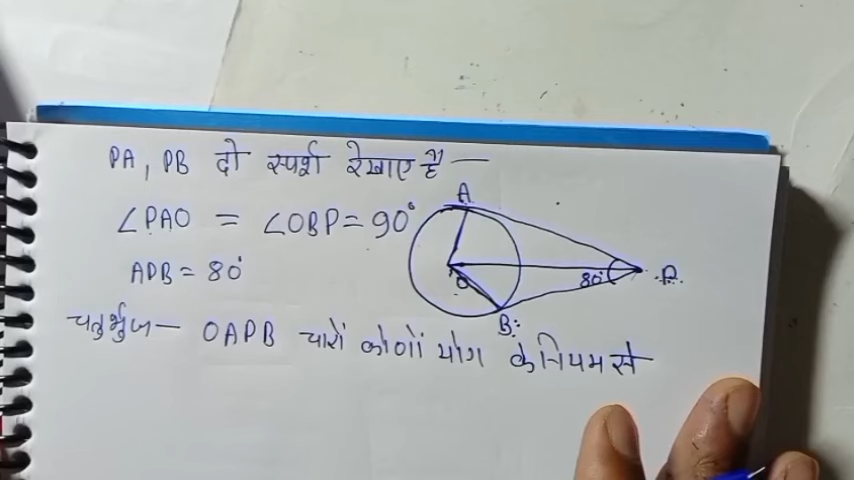 PA, PB दो स्पर्श रेखाए हैं —
∠PAO = ∠OBP = 90°
APB = 80°
चतुर्भुज — OAPB चारों कोणों योग के नियम से
A
O
80°
P
B